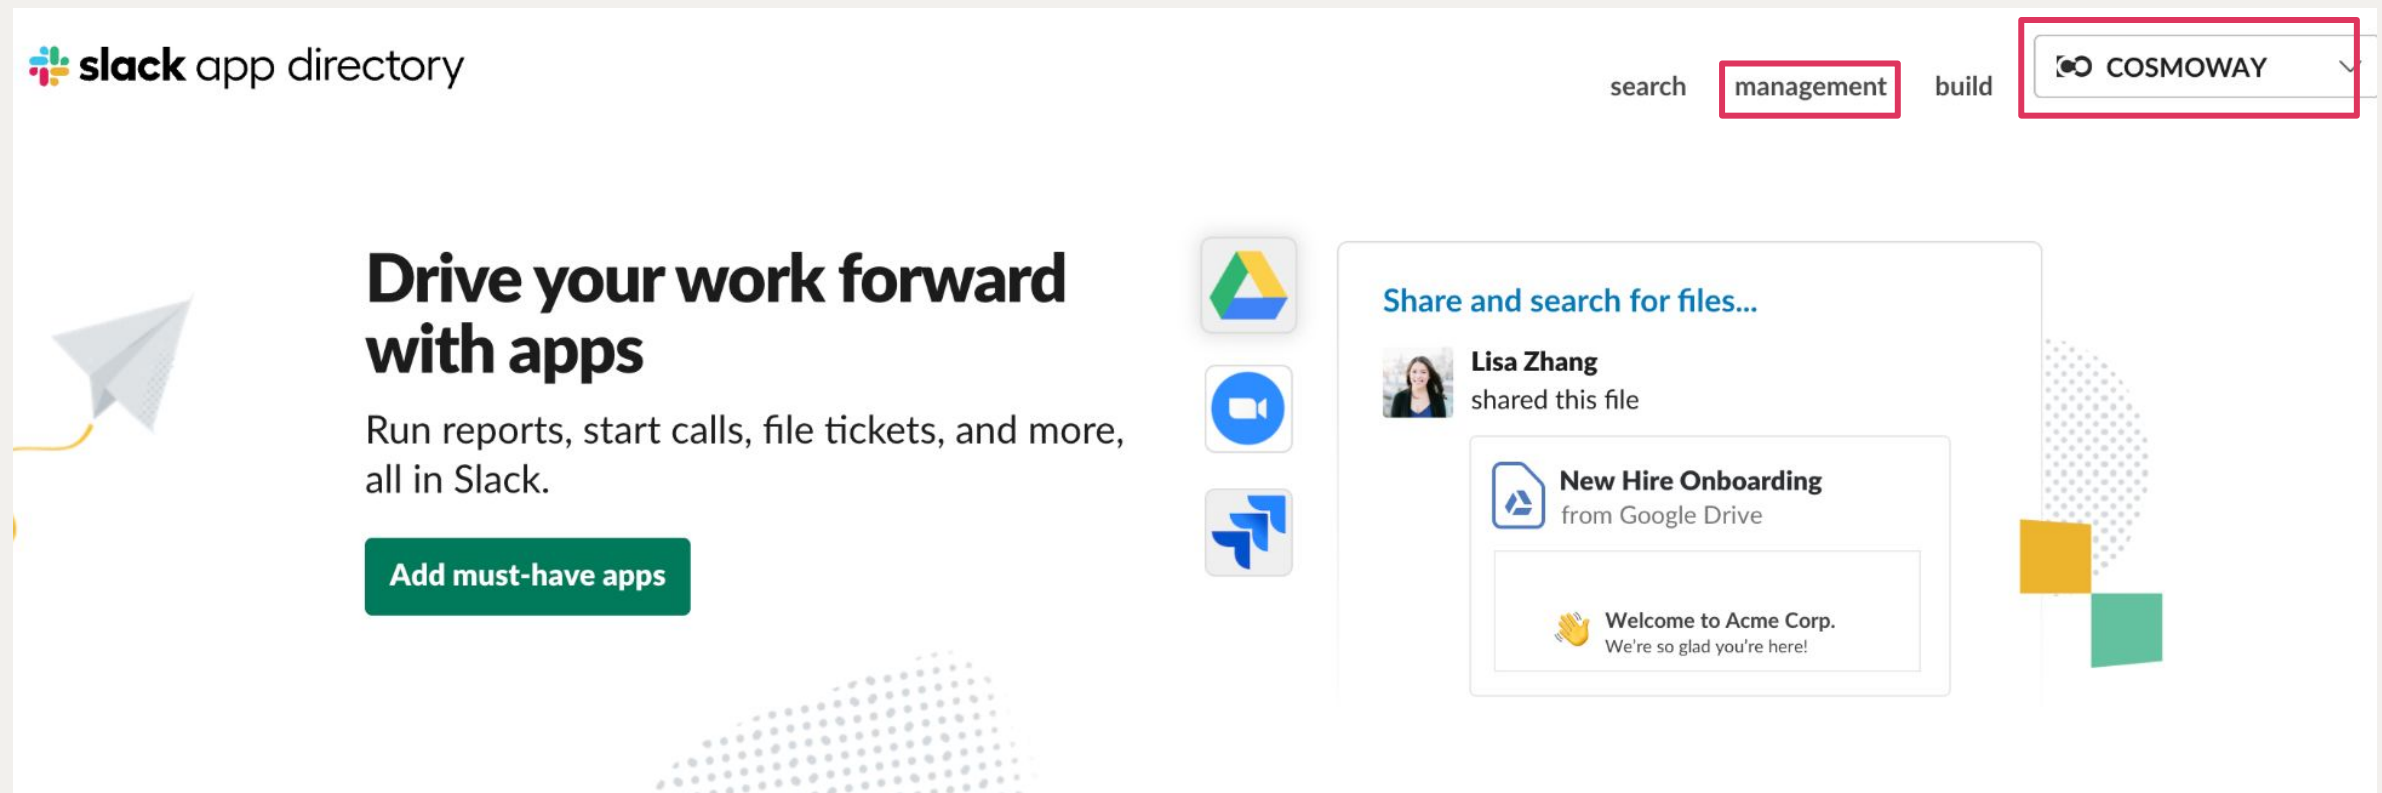 slack app directory
search management build COSMOWAY
Drive your work forward
with apps
Run reports, start calls, file tickets, and more,
all in Slack.
Add must-have apps
Share and search for files...
Lisa Zhang
shared this file
New Hire Onboarding
from Google Drive
Welcome to Acme Corp.
We're so glad you're here!